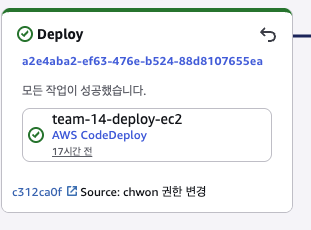 Deploy
a2e4aba2-ef63-476e-b524-88d8107655ea
모든 작업이 성공했습니다.
team-14-deploy-ec2
AWS CodeDeploy
17시간 전
c312ca0f Source: chwon 권한 변경